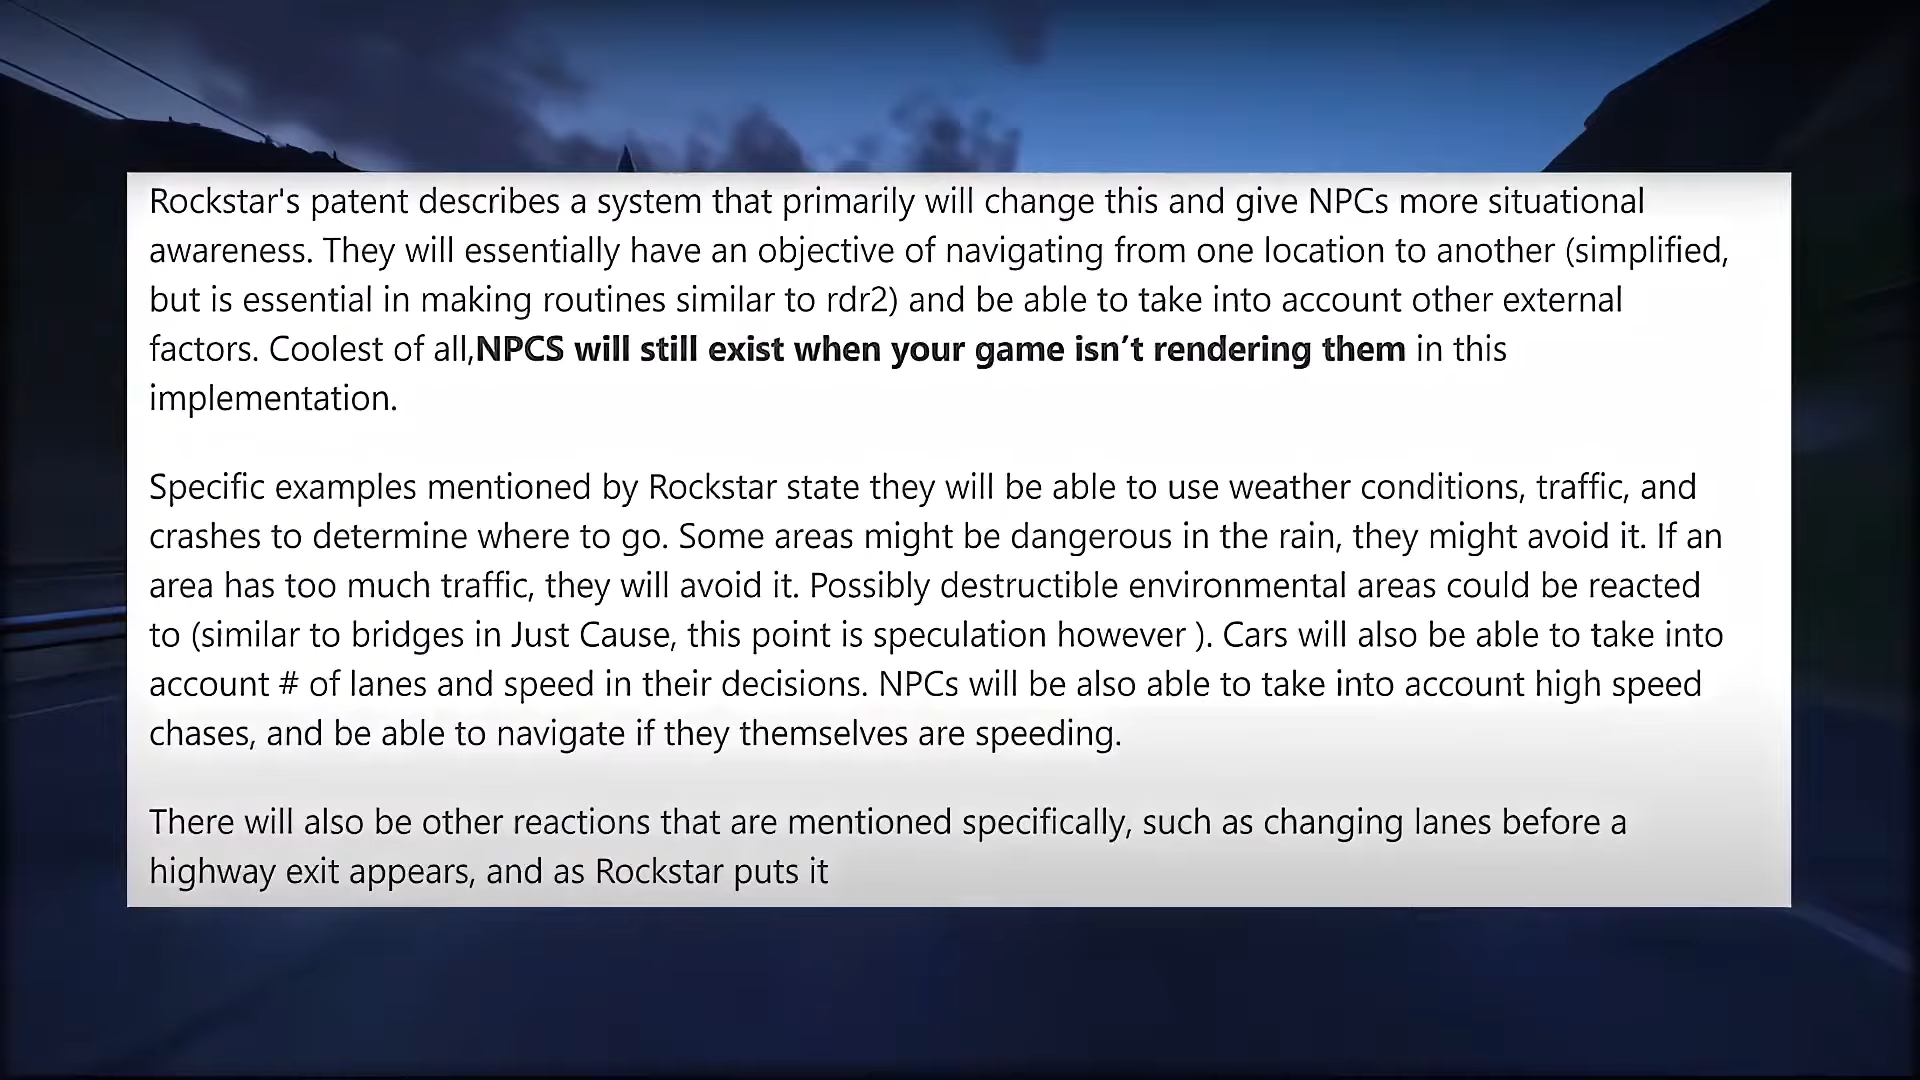 Rockstar's patent describes a system that primarily will change this and give NPCs more situational
awareness. They will essentially have an objective of navigating from one location to another (simplified,
but is essential in making routines similar to rdr2) and be able to take into account other external
factors. Coolest of all,NPCS will still exist when your game isn’t rendering them in this
implementation.
Specific examples mentioned by Rockstar state they will be able to use weather conditions, traffic, and
crashes to determine where to go. Some areas might be dangerous in the rain, they might avoid it. If an
area has too much traffic, they will avoid it. Possibly destructible environmental areas could be reacted
to (similar to bridges in Just Cause, this point is speculation however ). Cars will also be able to take into
account # of lanes and speed in their decisions. NPCs will be also able to take into account high speed
chases, and be able to navigate if they themselves are speeding.
There will also be other reactions that are mentioned specifically, such as changing lanes before a
highway exit appears, and as Rockstar puts it